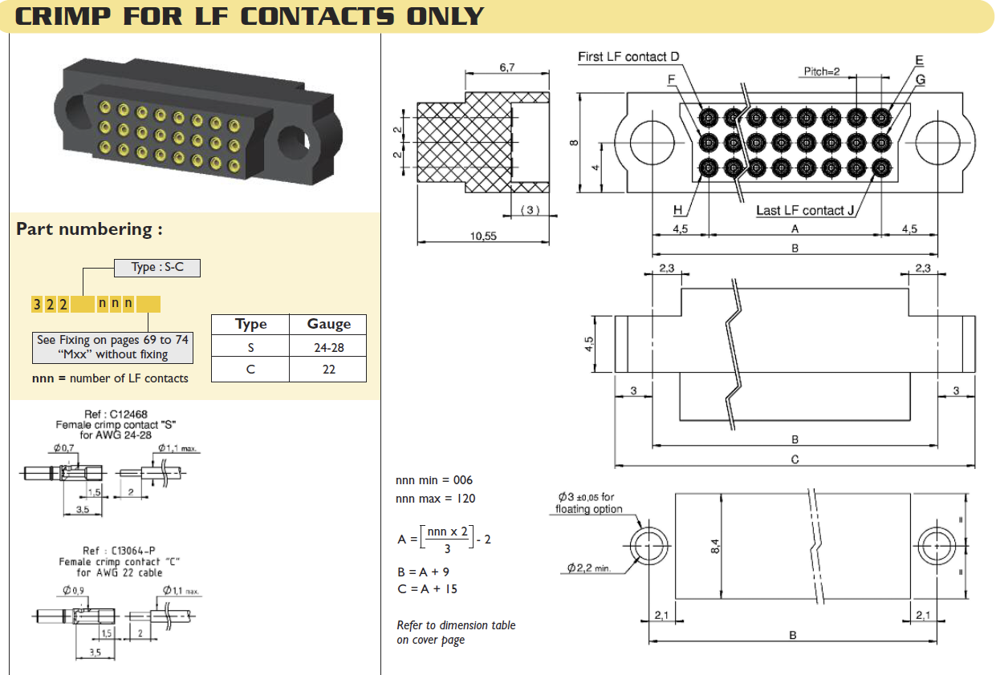 CRIMP FOR LF CONTACTS ONLY
Part numbering :
Type : S-C
3 2 2 n n n
See Fixing on pages 69 to 74
“Mxx” without fixing
nnn = number of LF contacts
Type Gauge
S 24-28
C 22
Ref : C12468
Female crimp contact "S"
for AWG 24-28
Ø0,7 Ø1,1 max.
1,5 2
3,5
Ref : C13064-P
Female crimp contact "C"
for AWG 22 cable
Ø0,9 Ø1,1 max.
1,5 2
3,5
6,7
2
2
(3)
10,55
First LF contact D
E
Pitch=2
F G
8
4
H Last LF contact J
4,5 A 4,5
B
2,3 2,3
4,5
3 3
B
C
nnn min = 006
nnn max = 120
A = [nnn x 2
3] - 2
B = A + 9
C = A + 15
Refer to dimension table
on cover page
Ø3 ±0,05 for
floating option
Ø2,2 min.
8,4
=
=
2,1 2,1
B